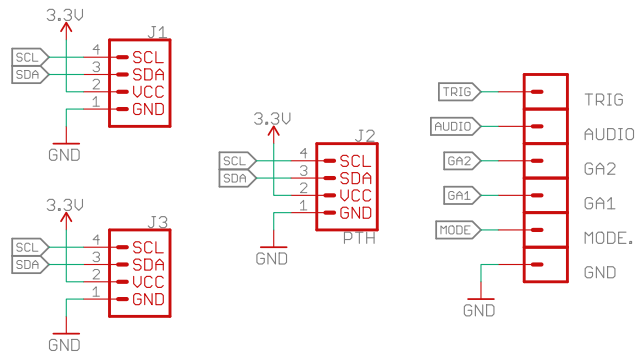 3.3V
J1
SCL 4 SCL
SDA 3 SDA
2 VCC
1 GND
GND
3.3V
J2
SCL 4 SCL
SDA 3 SDA
2 VCC
1 GND
PTH
GND
3.3V
J3
SCL 4 SCL
SDA 3 SDA
2 VCC
1 GND
GND
TRIG TRIG
AUDIO AUDIO
GA2 GA2
GA1 GA1
MODE MODE.
GND
GND